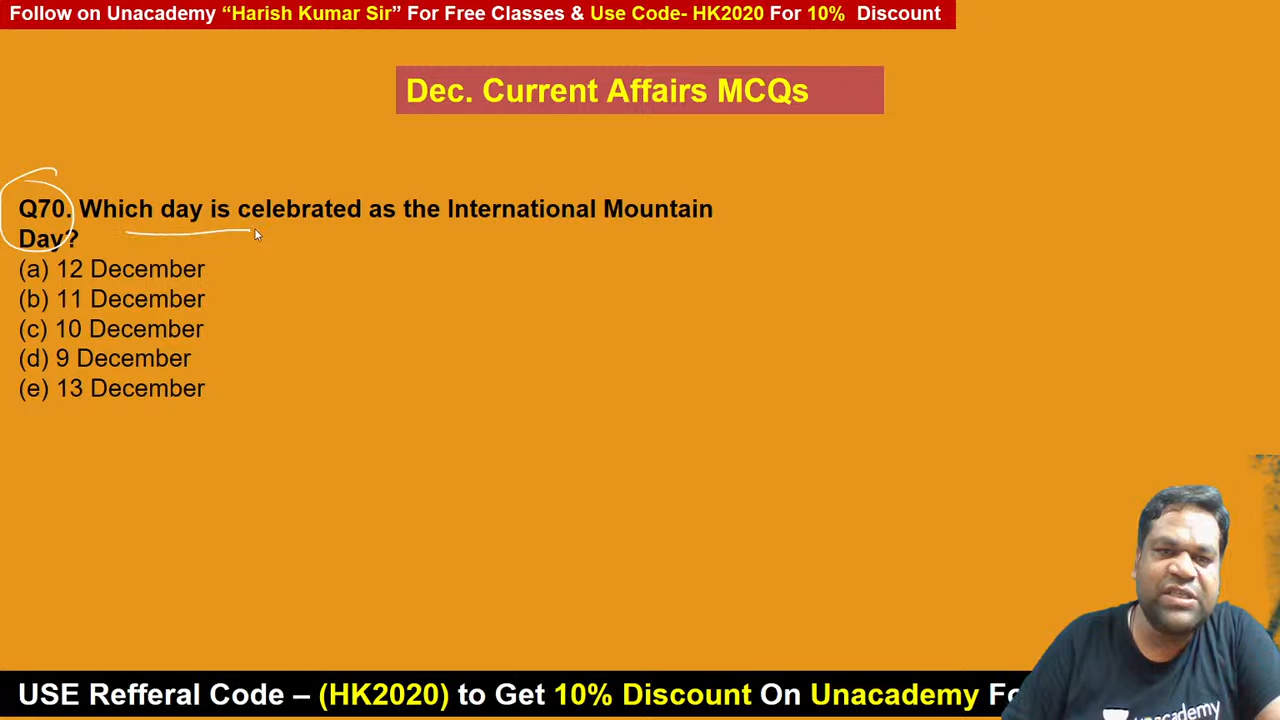 Follow on Unacademy “Harish Kumar Sir” For Free Classes & Use Code- HK2020 For 10% Discount
Dec. Current Affairs MCQs
Q70. Which day is celebrated as the International Mountain
Day?
(a) 12 December
(b) 11 December
(c) 10 December
(d) 9 December
(e) 13 December
USE Refferal Code – (HK2020) to Get 10% Discount On Unacademy Fo
unacademy